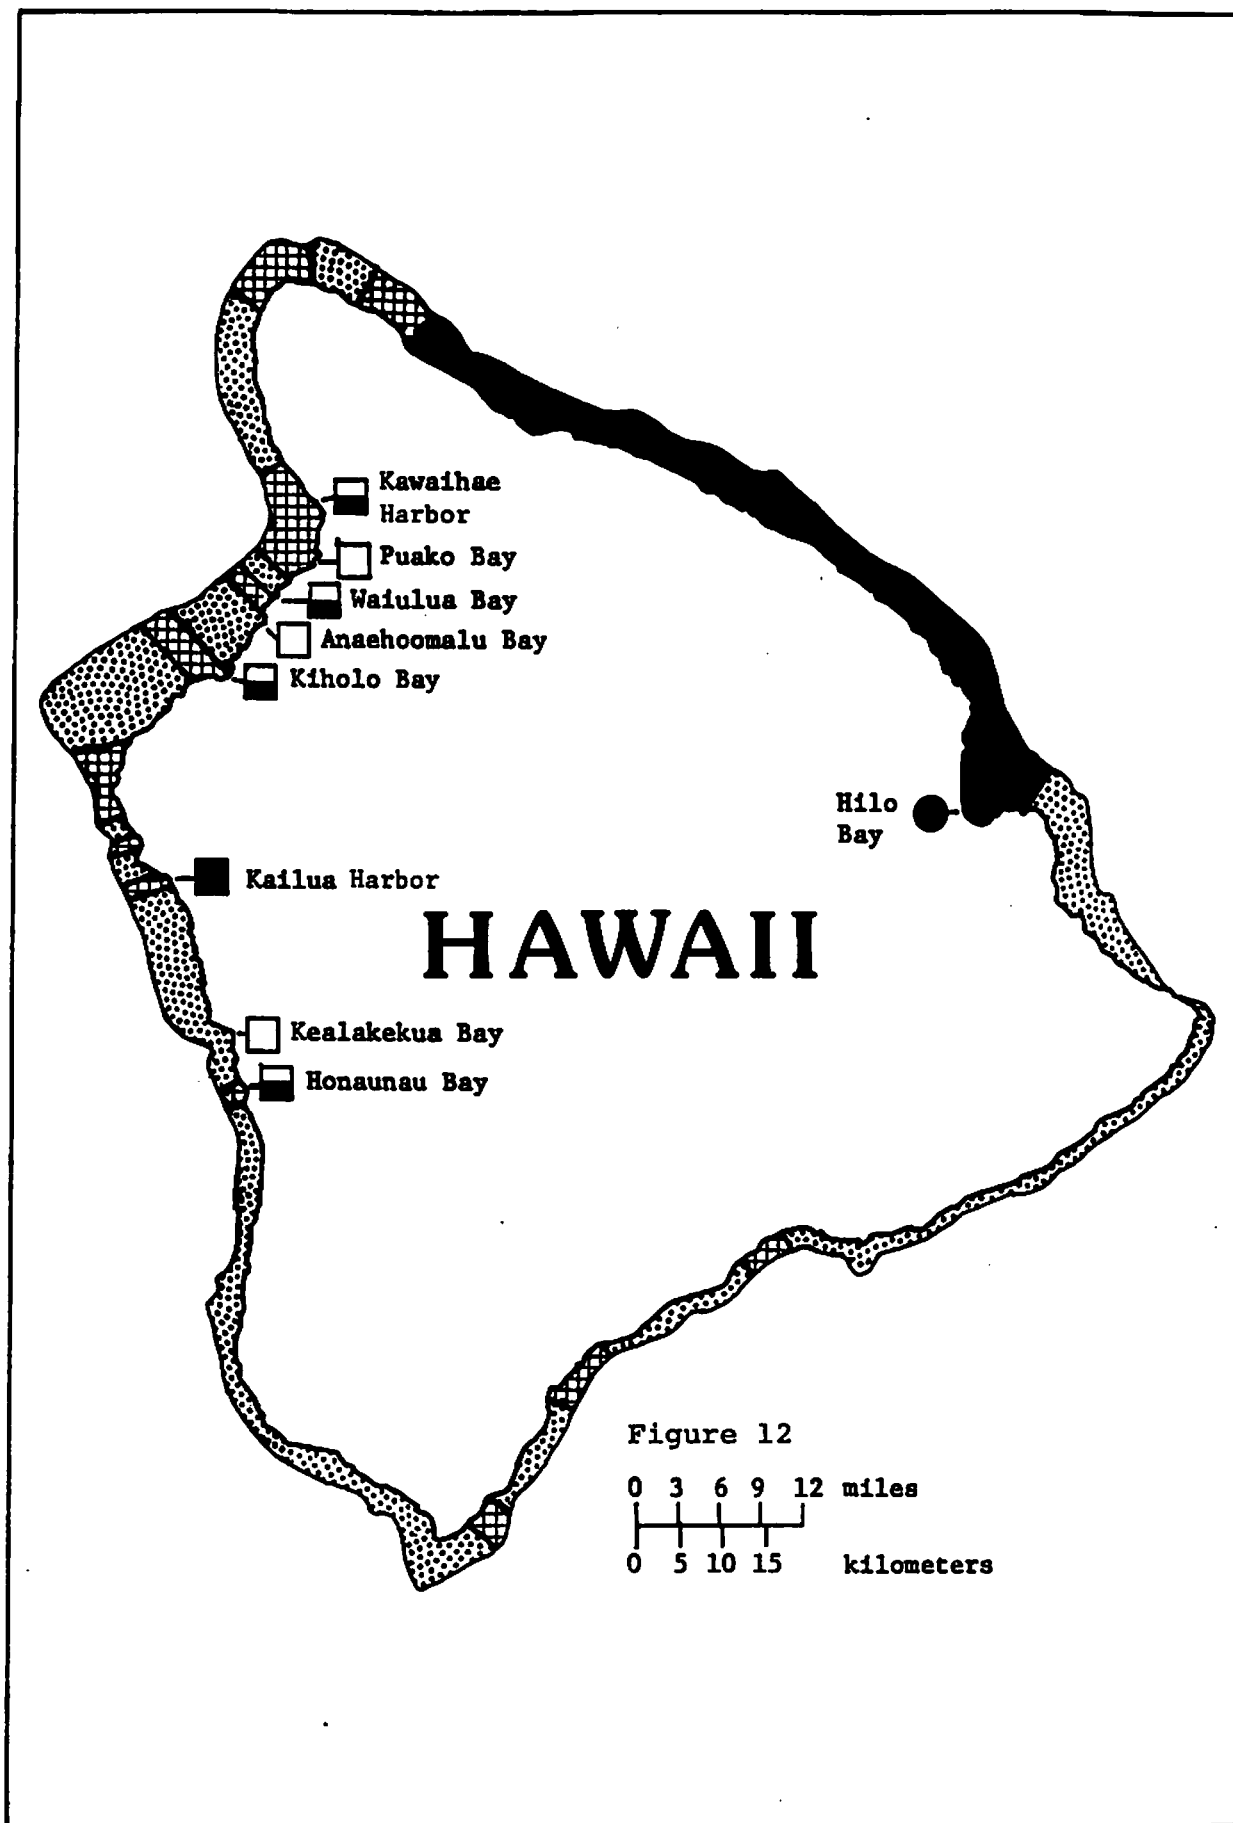 Kawaihae
Harbor
Puako Bay
Waiulua Bay
Anaehoomalu Bay
Kiholo Bay
Hilo
Bay
Kailua Harbor
HAWAII
Kealakekua Bay
Honaunau Bay
Figure 12
0 3 6 9 12 miles
0 5 10 15 kilometers